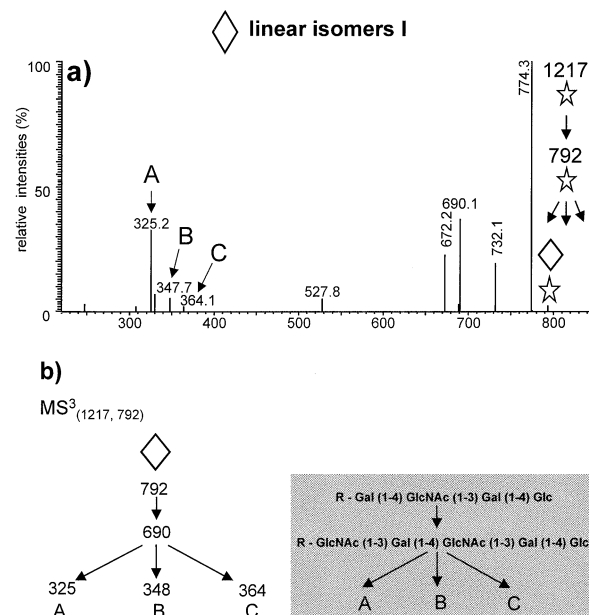 linear isomers I
a)
100
50
0
relative intensities (%)
A
325.2
B
347.7
C
364.1
527.8
672.2
690.1
732.1
774.3
1217
792
300
400
500
600
700
800
b)
MS3(1217, 792)
792
690
325
348
364
A
B
C
R - Gal (1-4) GlcNAc (1-3) Gal (1-4) Glc
R - GlcNAc (1-3) Gal (1-4) GlcNAc (1-3) Gal (1-4) Glc
A
B
C